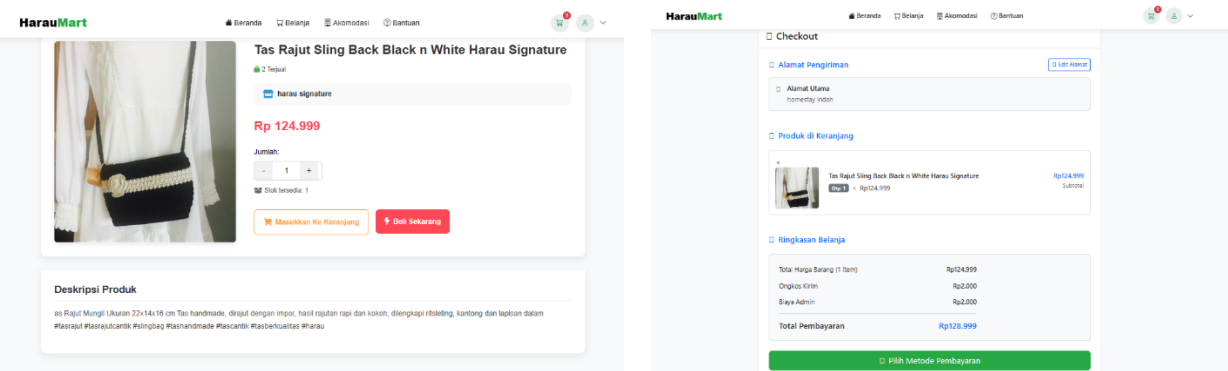 HarauMart
Beranda Belanja Akomodasi Bantuan
Tas Rajut Sling Back Black n White Harau Signature
2 Terjual
harau signature
Rp 124.999
Jumlah:
- 1 +
Stok tersedia: 1
Masukkan Ke Keranjang
Beli Sekarang
Deskripsi Produk
as Rajut Mungil Ukuran 22x14x16 cm Tas handmade, dirajut dengan impor, hasil rajutan rapi dan kokoh, dilengkapi ritsleting, kantong dan lapisan dalam
#tasrajut #tasrajutcantik #slingbag #tashandmade #tascantik #tasberkualitas #harau
HarauMart
Beranda Belanja Akomodasi Bantuan
Checkout
Alamat Pengiriman
Edit Alamat
Alamat Utama
homestay indah
Produk di Keranjang
Tas Rajut Sling Back Black n White Harau Signature
Rp124.999
Qty: 1 × Rp124.999
Subtotal
Ringkasan Belanja
Total Harga Barang (1 item) Rp124.999
Ongkos Kirim Rp2.000
Biaya Admin Rp2.000
Total Pembayaran Rp128.999
Pilih Metode Pembayaran